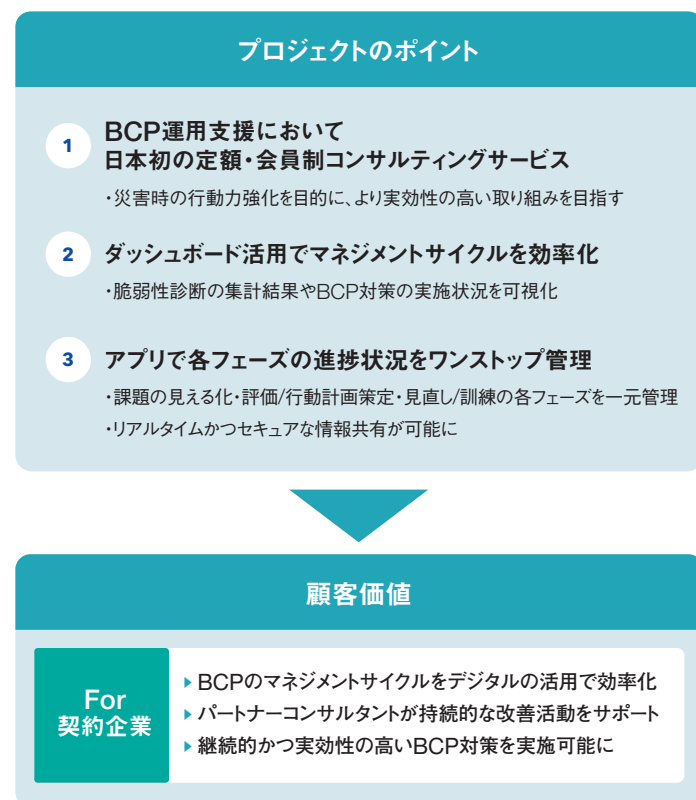 プロジェクトのポイント
1
BCP運用支援において
日本初の定額・会員制コンサルティングサービス
・災害時の行動力強化を目的に、より実効性の高い取り組みを目指す
2
ダッシュボード活用でマネジメントサイクルを効率化
・脆弱性診断の集計結果やBCP対策の実施状況を可視化
3
アプリで各フェーズの進捗状況をワンストップ管理
・課題の見える化・評価/行動計画策定・見直し/訓練の各フェーズを一元管理
・リアルタイムかつセキュアな情報共有が可能に
顧客価値
For
契約企業
▶ BCPのマネジメントサイクルをデジタルの活用で効率化
▶ パートナーコンサルタントが持続的な改善活動をサポート
▶ 継続的かつ実効性の高いBCP対策を実施可能に